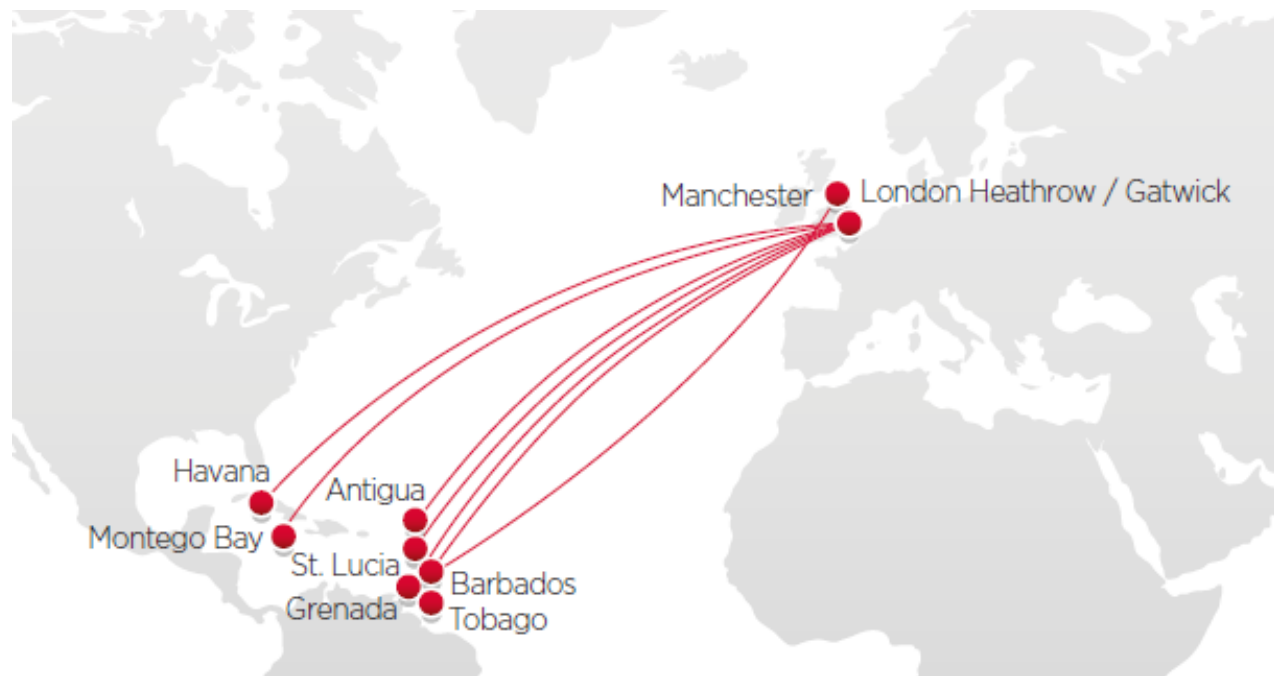 Manchester
London Heathrow / Gatwick
Havana
Antigua
Montego Bay
St. Lucia
Barbados
Grenada
Tobago